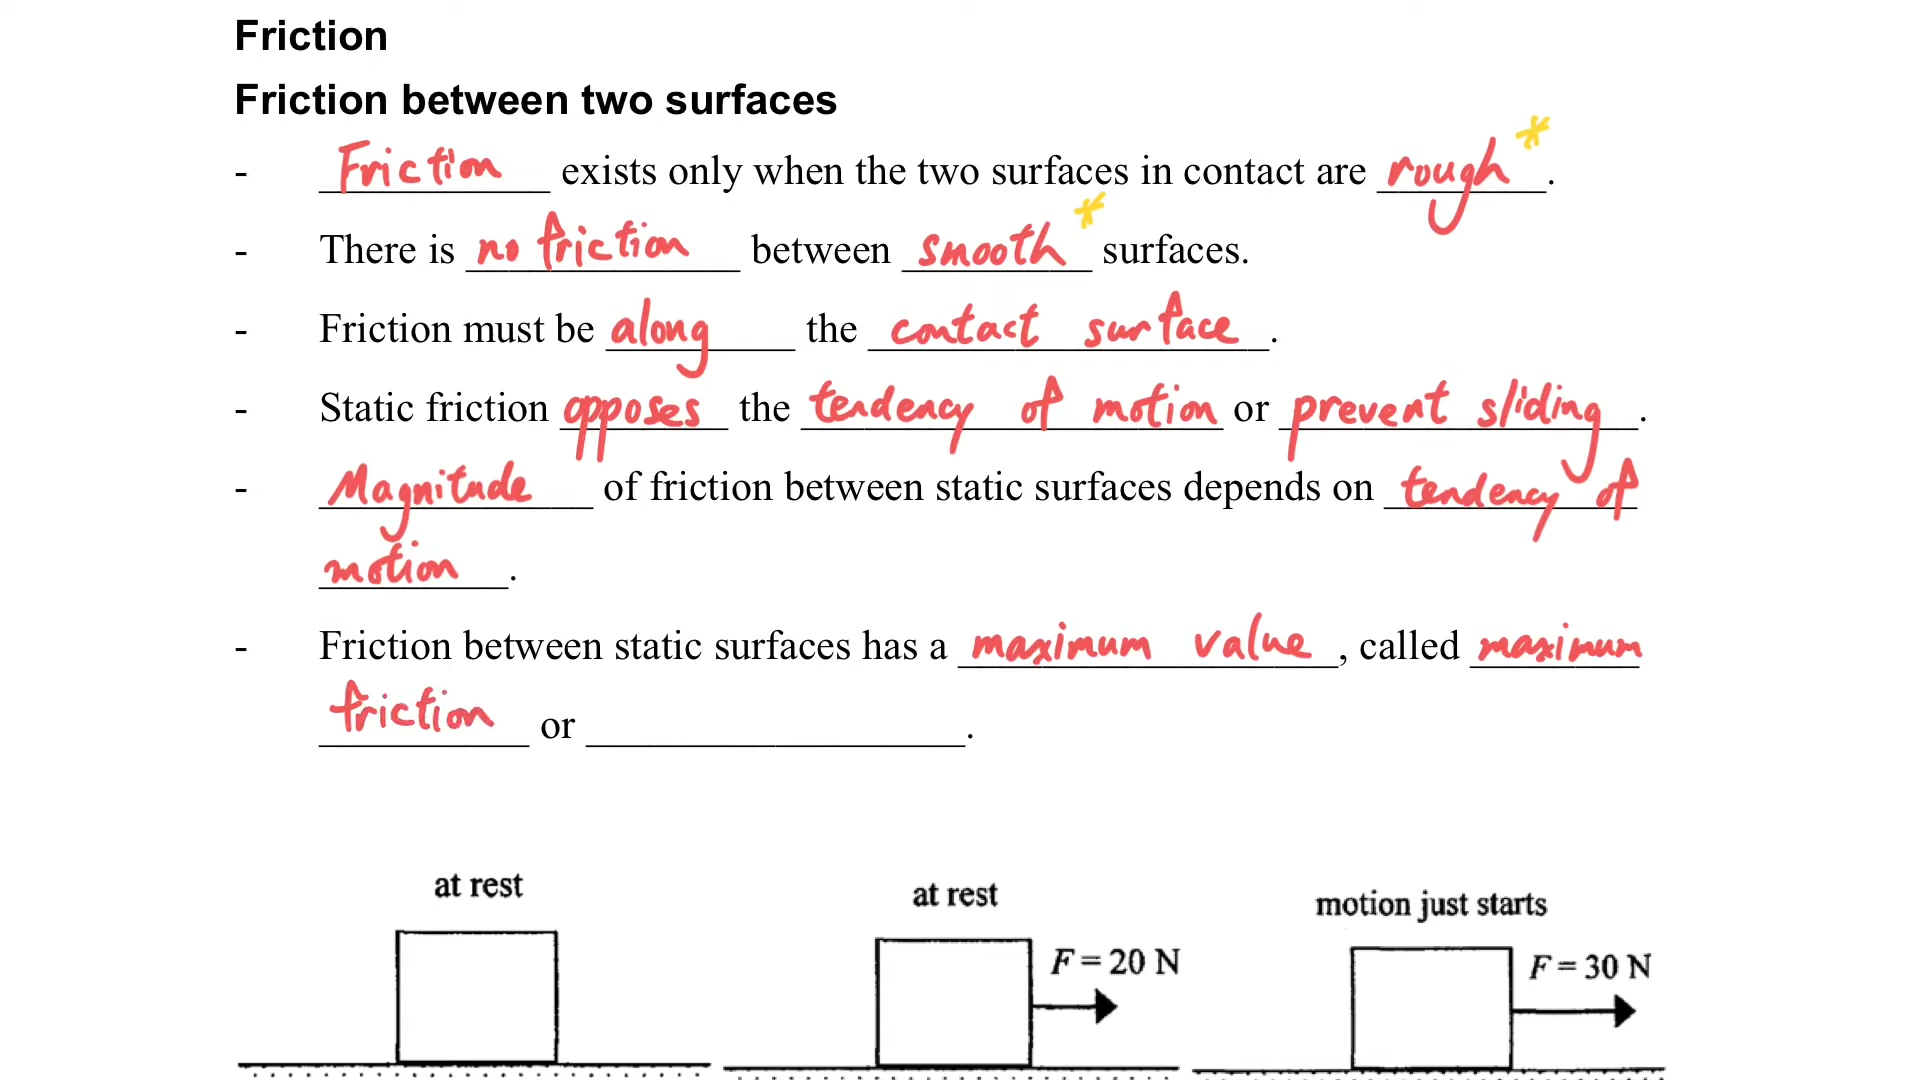 Friction
Friction between two surfaces
- Friction exists only when the two surfaces in contact are rough*.
- There is no friction between smooth* surfaces.
- Friction must be along the contact surface.
- Static friction opposes the tendency of motion or prevent sliding.
- Magnitude of friction between static surfaces depends on tendency of
motion.
- Friction between static surfaces has a maximum value, called maximum
friction or ____________________.
at rest
at rest
motion just starts
F = 20 N
F = 30 N